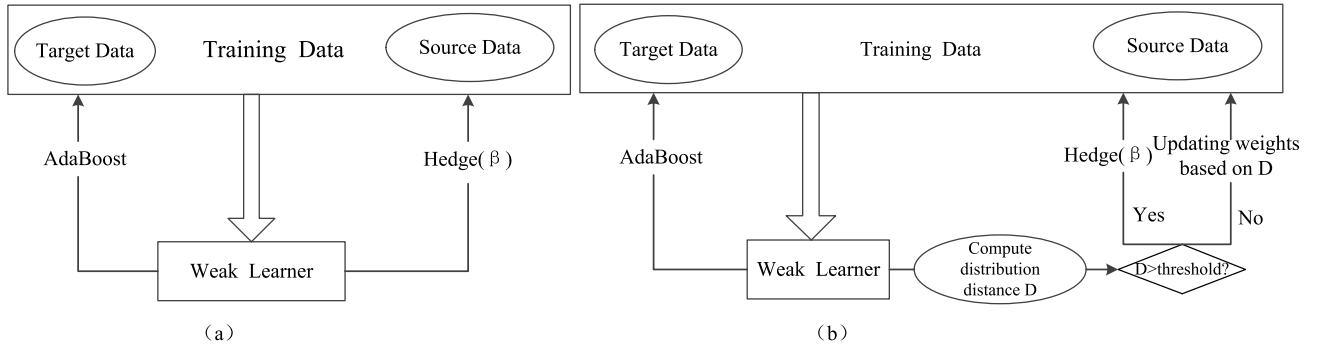 Target Data
Training Data
Source Data
AdaBoost
Hedge(β)
Weak Learner
(a)
Target Data
Training Data
Source Data
AdaBoost
Hedge(β)
Updating weights
based on D
Yes
No
Weak Learner
Compute
distribution
distance D
D>threshold?
(b)